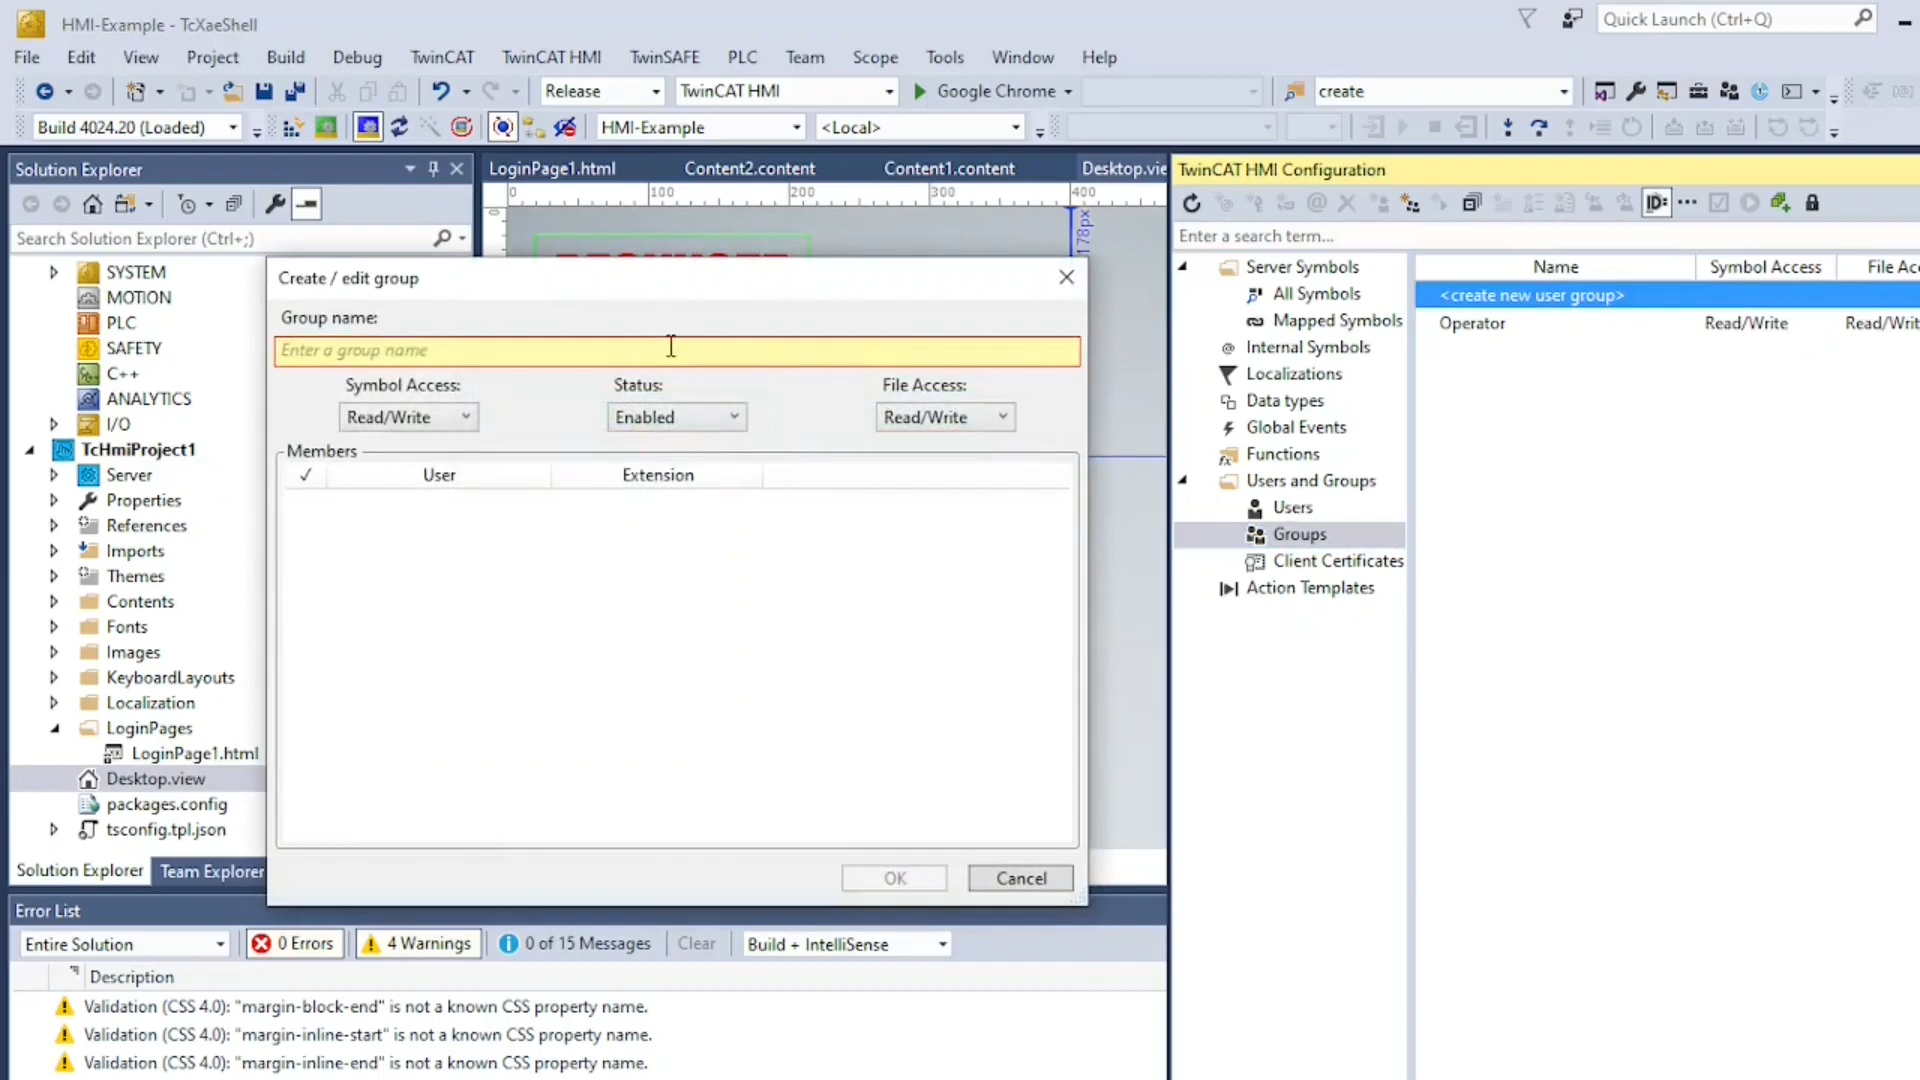 HMI-Example - TcXaeShell
Quick Launch (Ctrl+Q)
File Edit View Project Build Debug TwinCAT TwinCAT HMI TwinSAFE PLC Team Scope Tools Window Help
Release TwinCAT HMI Google Chrome create
Build 4024.20 (Loaded) HMI-Example <Local>
Solution Explorer
Search Solution Explorer (Ctrl+;)
SYSTEM
MOTION
PLC
SAFETY
C++
ANALYTICS
I/O
TcHmiProject1
Server
Properties
References
Imports
Themes
Contents
Fonts
Images
KeyboardLayouts
Localization
LoginPages
LoginPage1.html
Desktop.view
packages.config
tsconfig.tpl.json
Solution Explorer Team Explorer
LoginPage1.html Content2.content Content1.content Desktop.vie
0 100 200 300 400
178px
Create / edit group
Group name:
Enter a group name
Symbol Access: Status: File Access:
Read/Write Enabled Read/Write
Members
✓ User Extension
OK Cancel
TwinCAT HMI Configuration
ID:
Enter a search term...
Server Symbols
All Symbols
Mapped Symbols
Internal Symbols
Localizations
Data types
Global Events
Functions
Users and Groups
Users
Groups
Client Certificates
Action Templates
Name Symbol Access File Acc
<create new user group>
Operator Read/Write Read/Writ
Error List
Entire Solution 0 Errors 4 Warnings 0 of 15 Messages Clear Build + IntelliSense
Description
Validation (CSS 4.0): "margin-block-end" is not a known CSS property name.
Validation (CSS 4.0): "margin-inline-start" is not a known CSS property name.
Validation (CSS 4.0): "margin-inline-end" is not a known CSS property name.